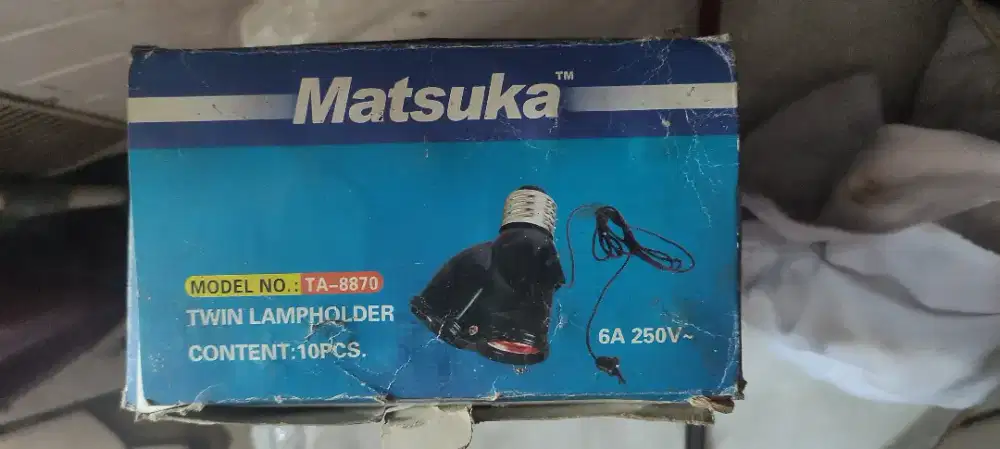 Matsuka™
MODEL NO.: TA-8870
TWIN LAMPHOLDER
CONTENT:10PCS.
6A 250V~